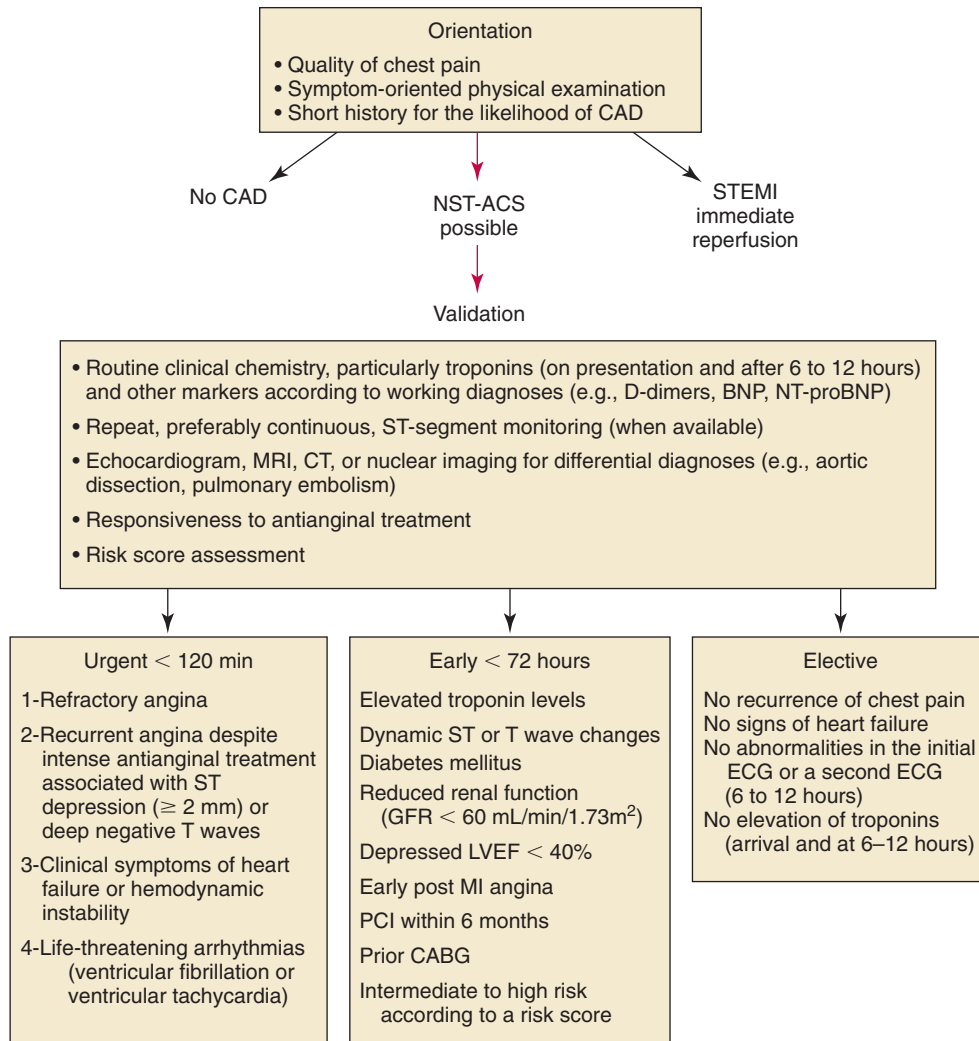 Orientation
• Quality of chest pain
• Symptom-oriented physical examination
• Short history for the likelihood of CAD
No CAD
NST-ACS
possible
STEMI
immediate
reperfusion
Validation
• Routine clinical chemistry, particularly troponins (on presentation and after 6 to 12 hours)
and other markers according to working diagnoses (e.g., D-dimers, BNP, NT-proBNP)
• Repeat, preferably continuous, ST-segment monitoring (when available)
• Echocardiogram, MRI, CT, or nuclear imaging for differential diagnoses (e.g., aortic
dissection, pulmonary embolism)
• Responsiveness to antianginal treatment
• Risk score assessment
Urgent < 120 min
1-Refractory angina
2-Recurrent angina despite
intense antianginal treatment
associated with ST
depression (≥ 2 mm) or
deep negative T waves
3-Clinical symptoms of heart
failure or hemodynamic
instability
4-Life-threatening arrhythmias
(ventricular fibrillation or
ventricular tachycardia)
Early < 72 hours
Elevated troponin levels
Dynamic ST or T wave changes
Diabetes mellitus
Reduced renal function
(GFR < 60 mL/min/1.73m²)
Depressed LVEF < 40%
Early post MI angina
PCI within 6 months
Prior CABG
Intermediate to high risk
according to a risk score
Elective
No recurrence of chest pain
No signs of heart failure
No abnormalities in the initial
ECG or a second ECG
(6 to 12 hours)
No elevation of troponins
(arrival and at 6–12 hours)